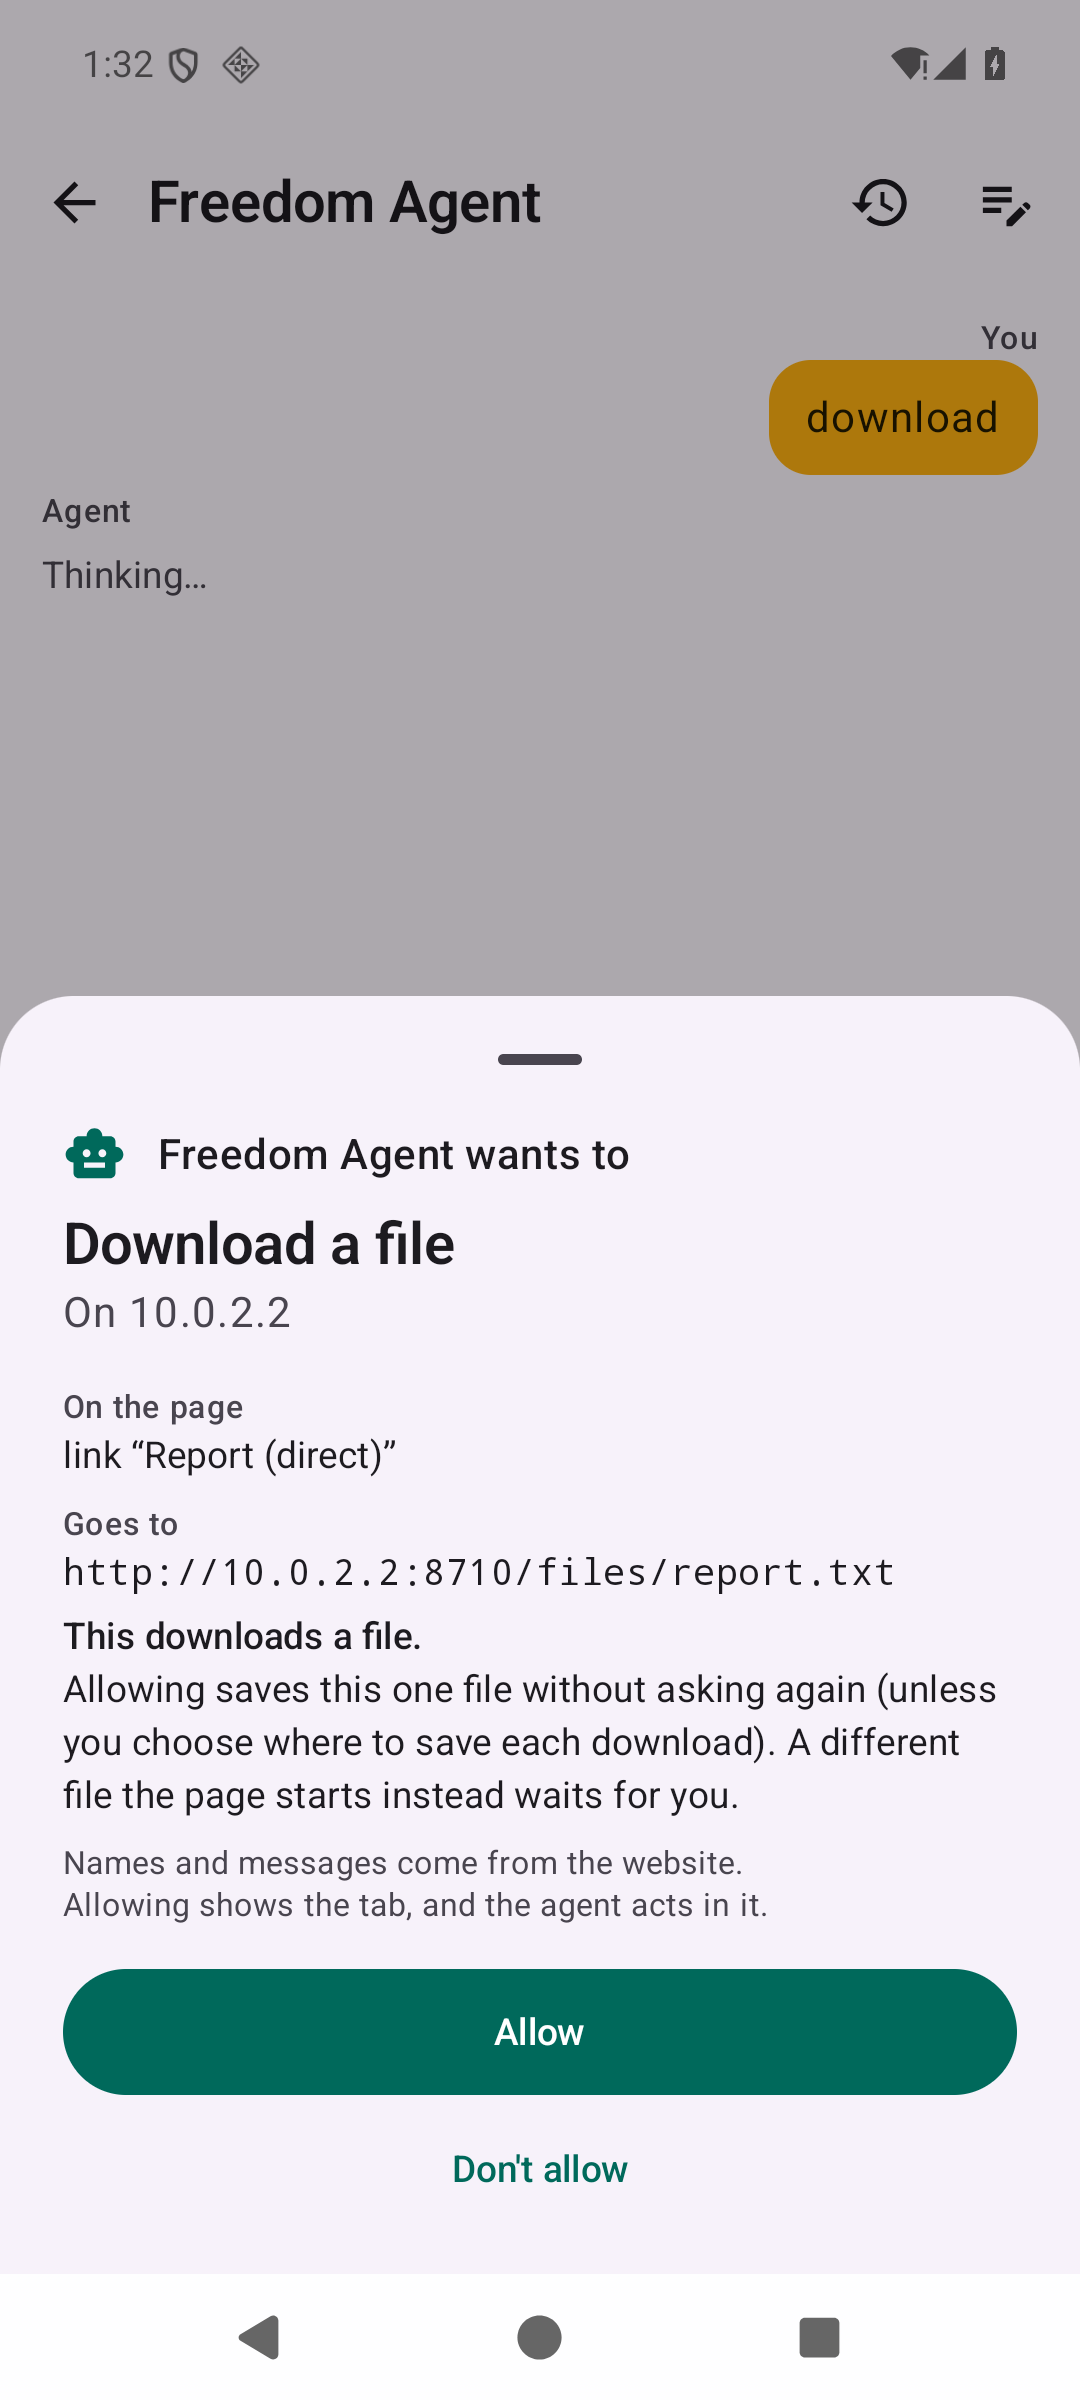 1:32
Freedom Agent
You
download
Agent
Thinking...
Freedom Agent wants to
Download a file
On 10.0.2.2
On the page
link “Report (direct)”
Goes to
http://10.0.2.2:8710/files/report.txt
This downloads a file.
Allowing saves this one file without asking again (unless
you choose where to save each download). A different
file the page starts instead waits for you.
Names and messages come from the website.
Allowing shows the tab, and the agent acts in it.
Allow
Don't allow